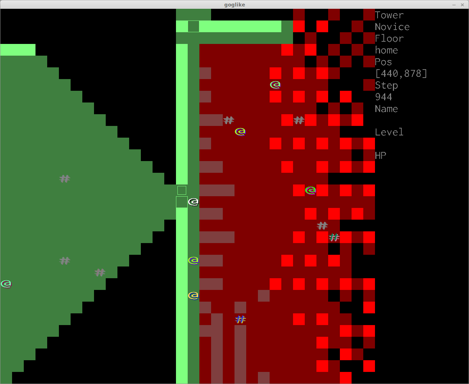 goglike
Tower
Novice
Floor
home
Pos
[440,878]
Step
944
Name
Level
HP
@
# #
@
#
#
@
@
#
#
# @
#
@
@
#